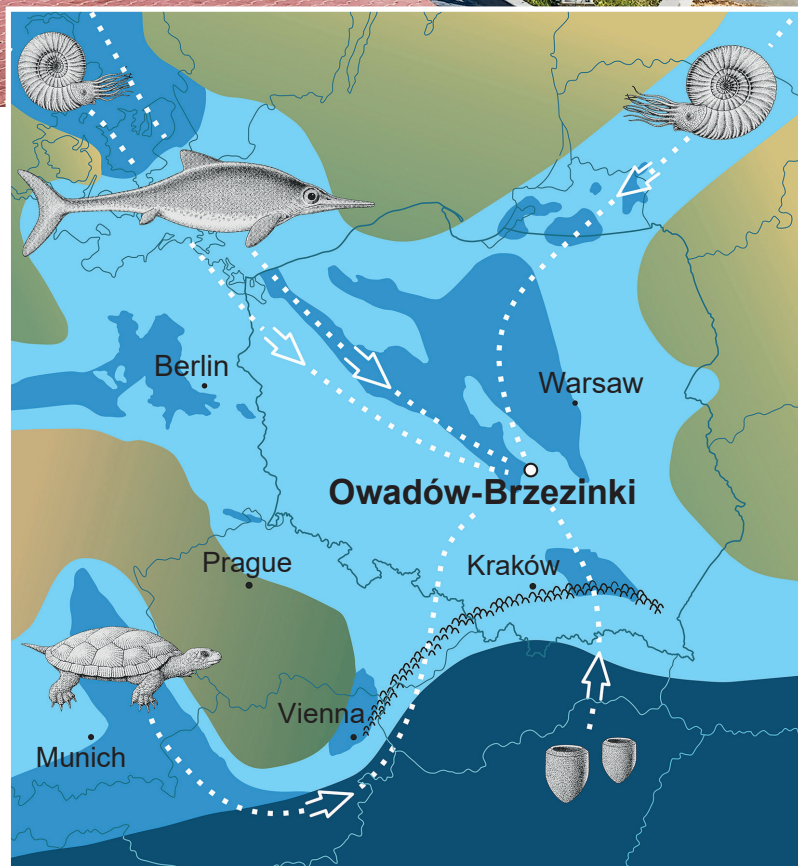 Berlin
Warsaw
Owadów-Brzezinki
Prague
Kraków
Vienna
Munich